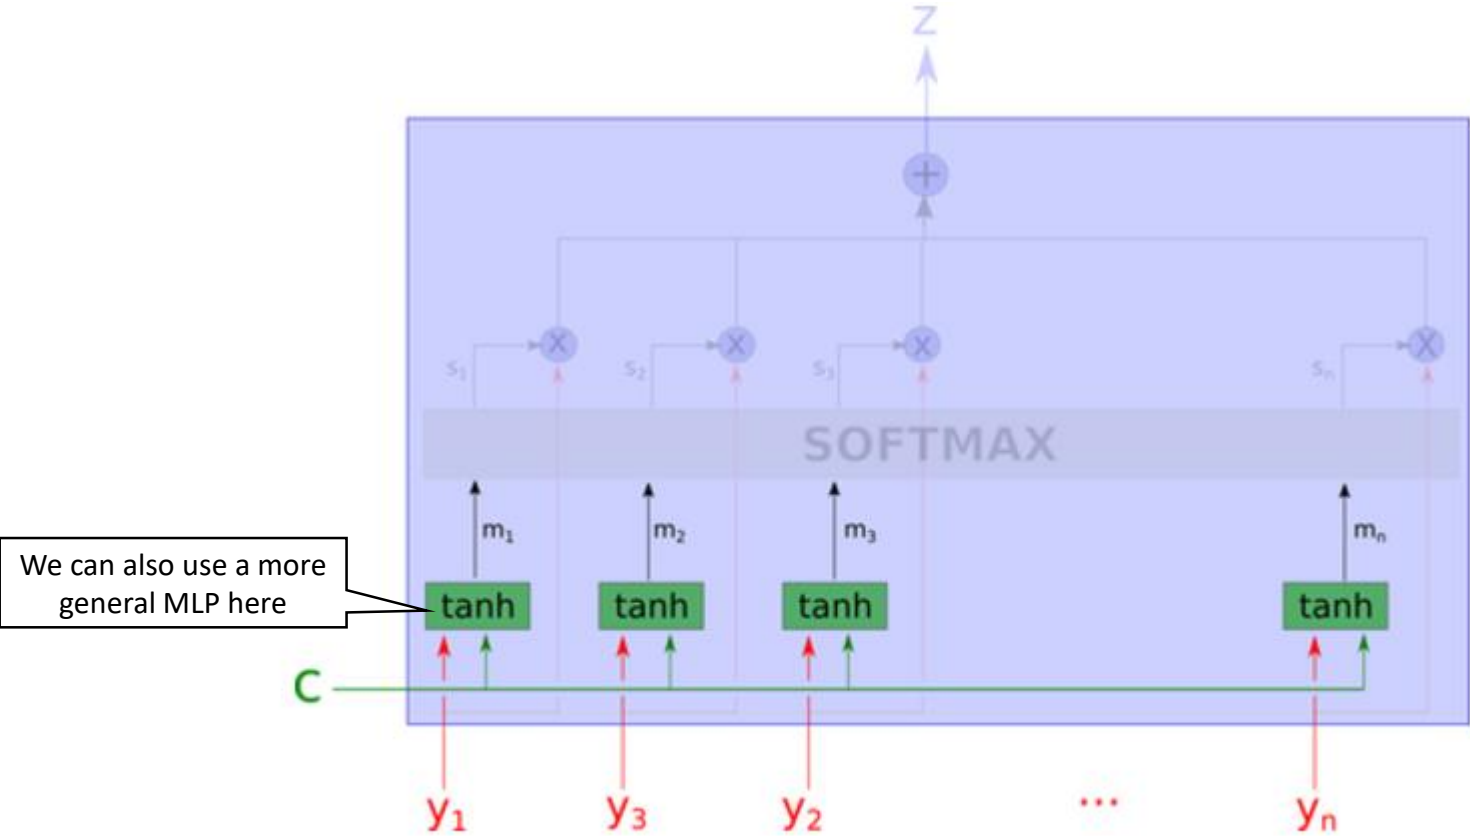 Z
+
X X X X
s₁ s₂ s₃ sₙ
SOFTMAX
m₁ m₂ m₃ mₙ
We can also use a more
general MLP here
tanh tanh tanh tanh
C
y₁ y₃ y₂ ... yₙ